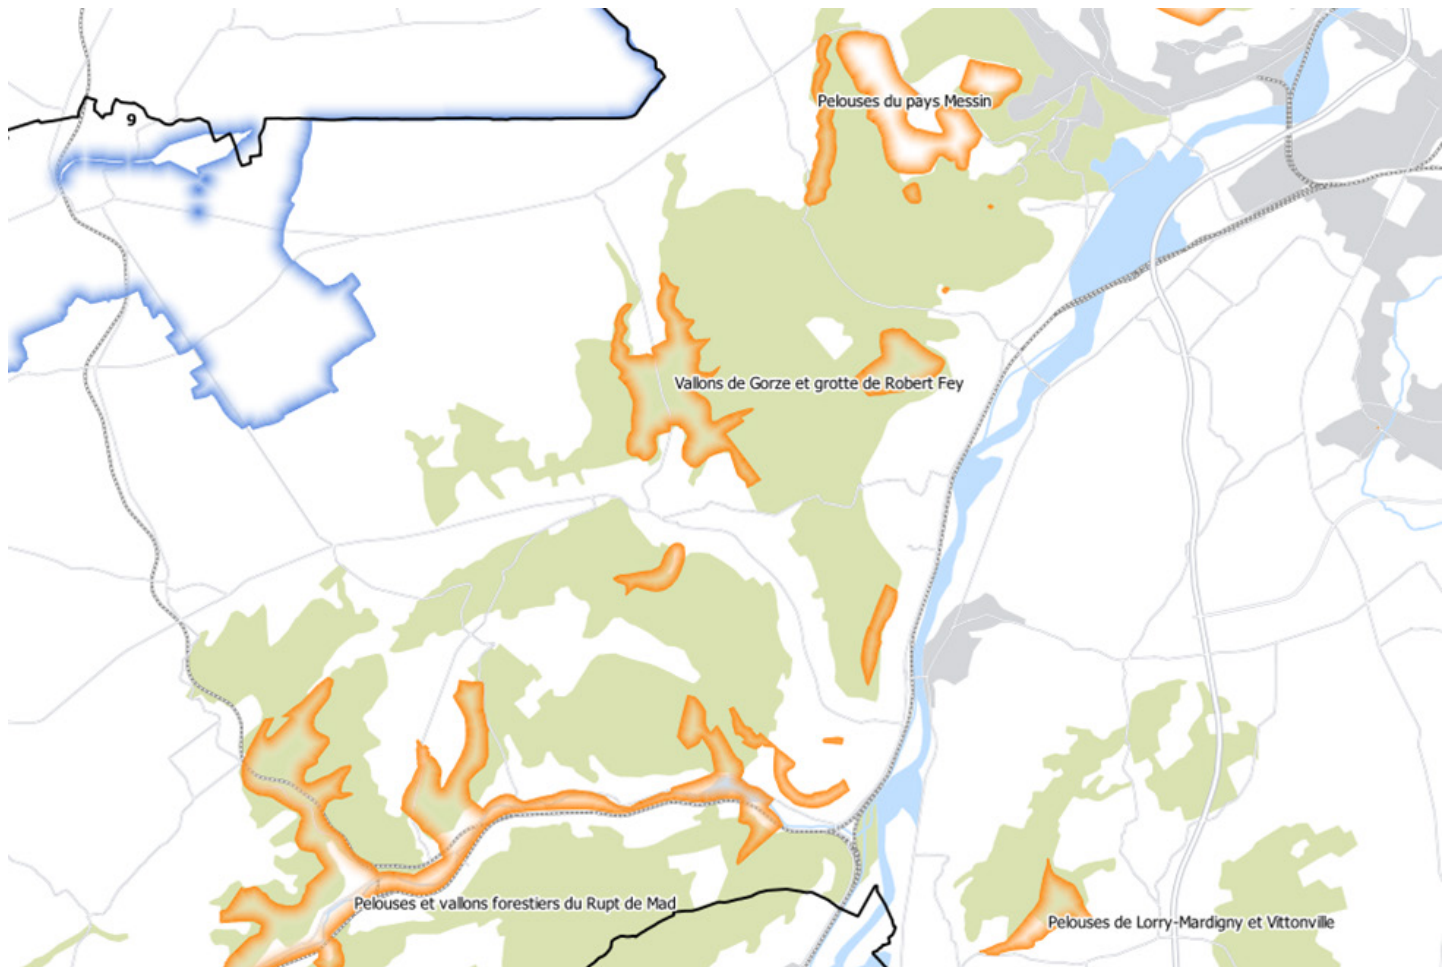 Pelouses du pays Messin
9
Vallons de Gorze et grotte de Robert Fey
Pelouses et vallons forestiers du Rupt de Mad
Pelouses de Lorry-Mardigny et Vittonville